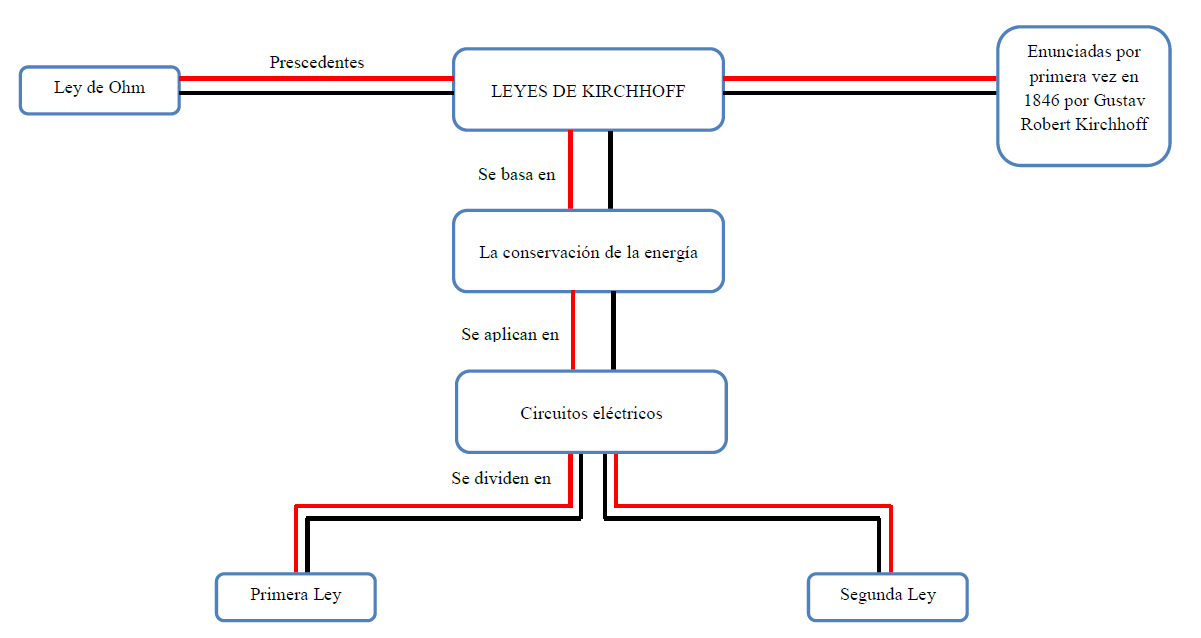 Prescedentes
Ley de Ohm
LEYES DE KIRCHHOFF
Enunciadas por
primera vez en
1846 por Gustav
Robert Kirchhoff
Se basa en
La conservación de la energía
Se aplican en
Circuitos eléctricos
Se dividen en
Primera Ley
Segunda Ley